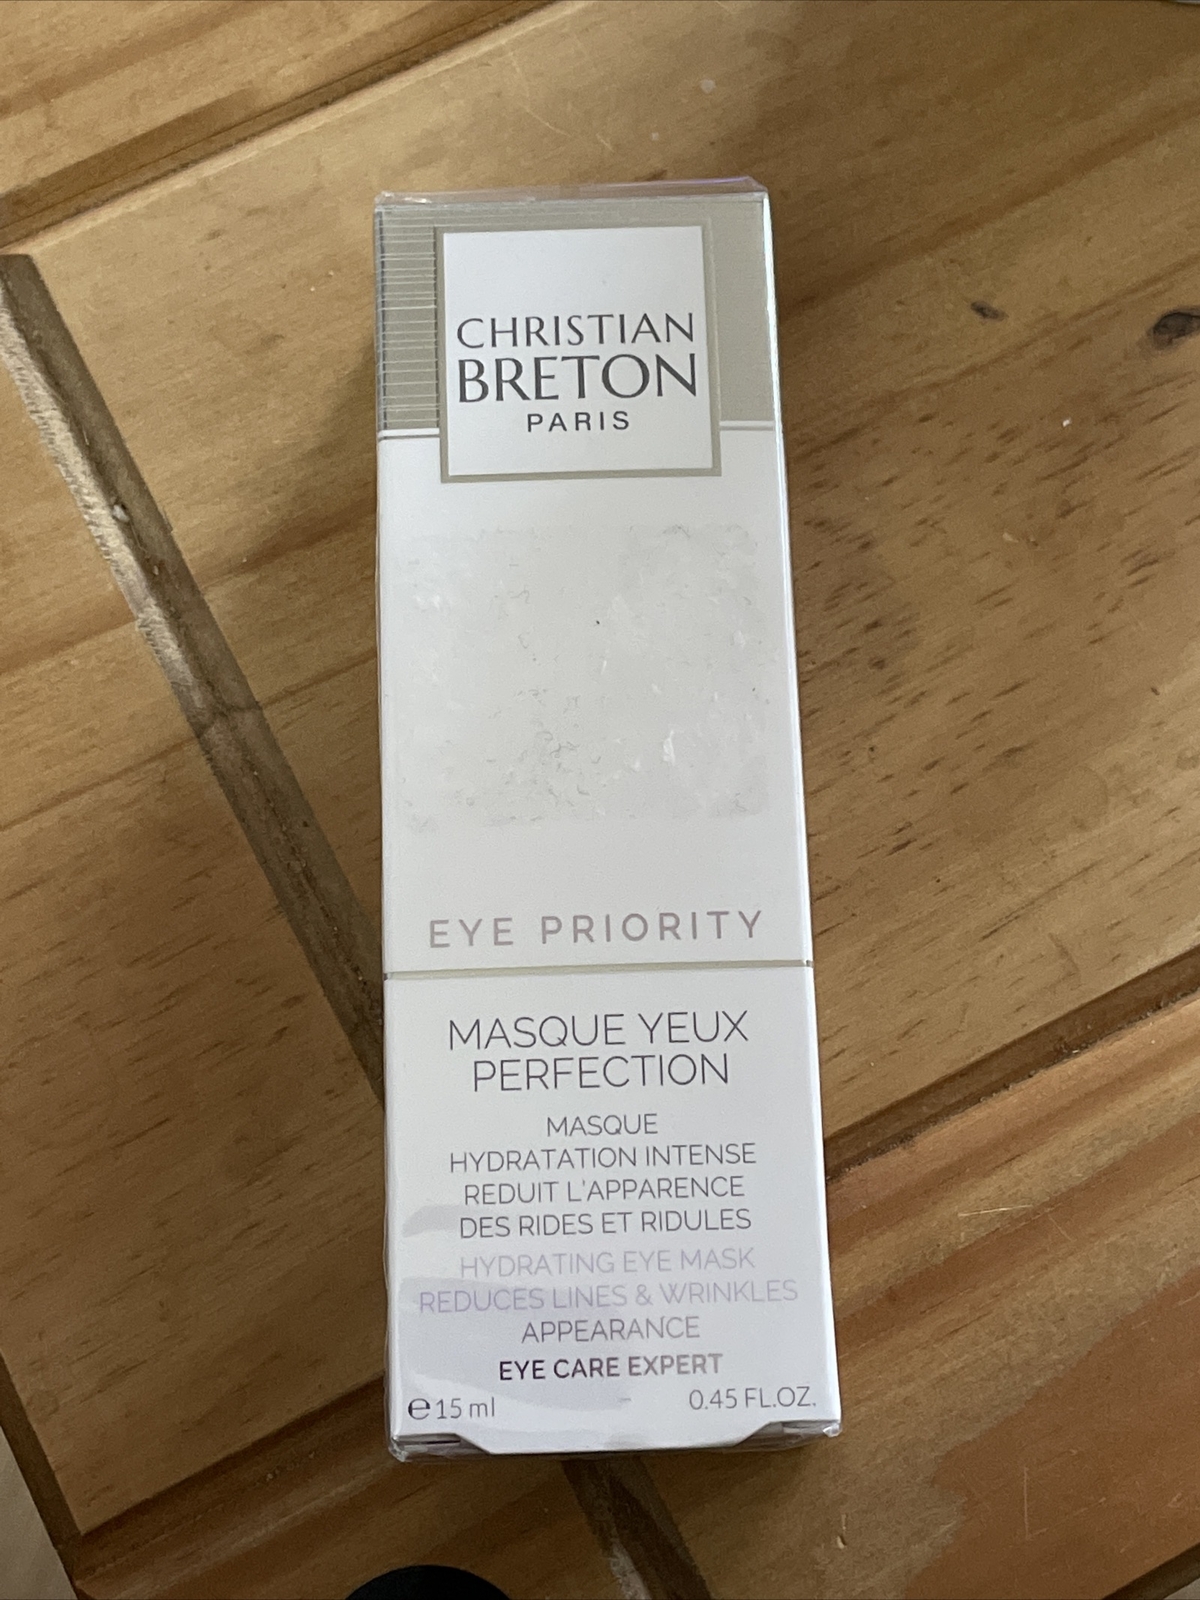 CHRISTIAN
BRETON
PARIS
EYE PRIORITY
MASQUE YEUX
PERFECTION
MASQUE
HYDRATATION INTENSE
REDUIT L'APPARENCE
DES RIDES ET RIDULES
HYDRATING EYE MASK
REDUCES LINES & WRINKLES
APPEARANCE
EYE CARE EXPERT
℮ 15 ml - 0.45 FL.OZ.